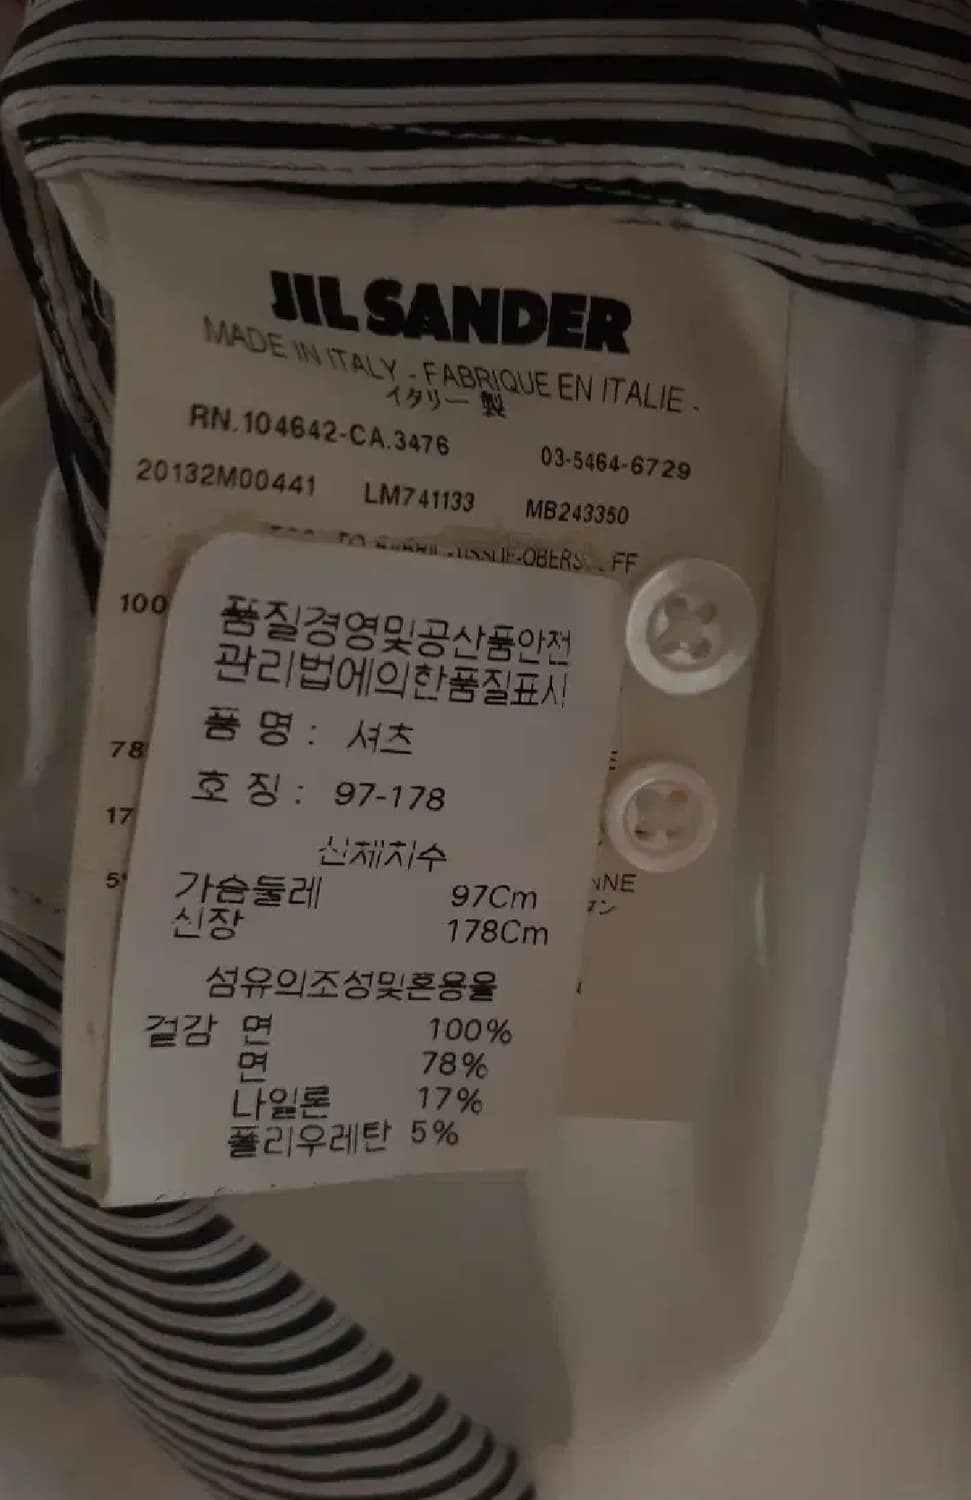 JIL SANDER
MADE IN ITALY - FABRIQUE EN ITALIE -
イタリー製
RN.104642-CA.3476 03-5464-6729
20132M00441 LM741133 MB243350
FF
100
78
17
품질경영및공산품안전
관리법에의한품질표시
품 명 : 셔츠
호 징 : 97-178
신체치수
가슴둘레 97Cm
신장 178Cm
섬유의조성및혼용율
겉감 면 100%
면 78%
나일론 17%
폴리우레탄 5%